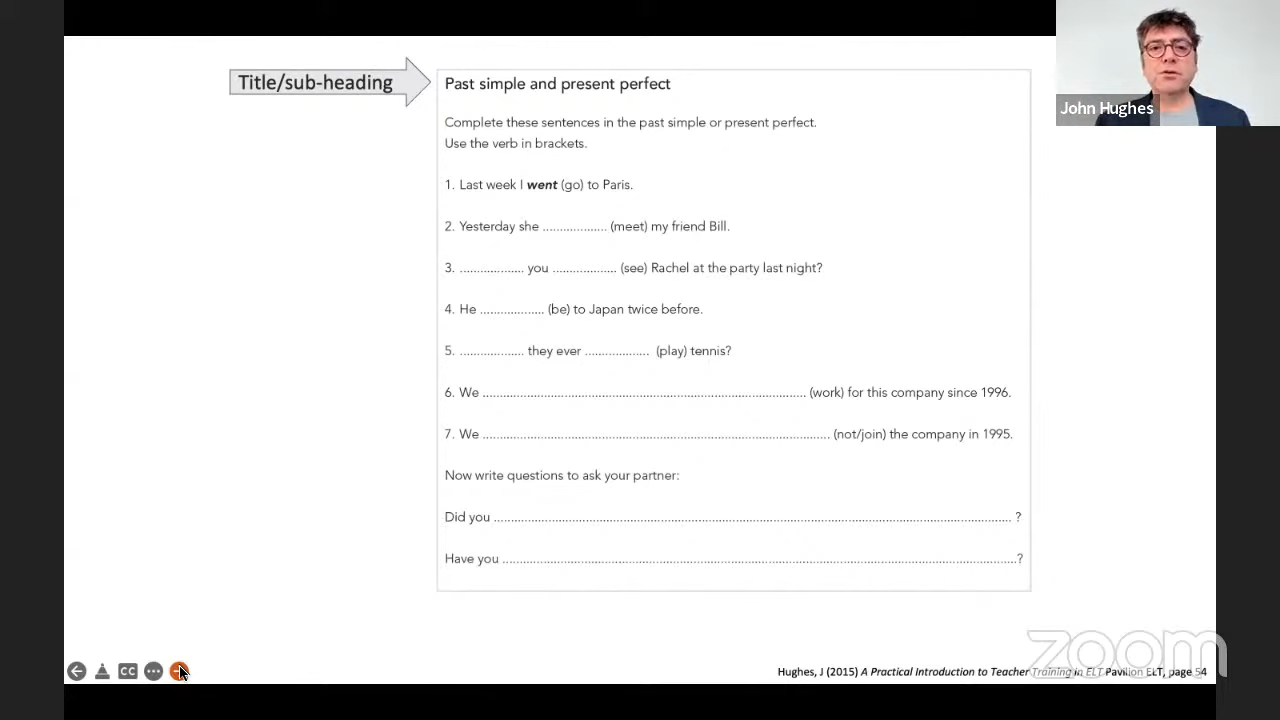 Title/sub-heading
Past simple and present perfect
John Hughes
Complete these sentences in the past simple or present perfect.
Use the verb in brackets.
1. Last week I went (go) to Paris.
2. Yesterday she ................... (meet) my friend Bill.
3. ................... you ................... (see) Rachel at the party last night?
4. He ................... (be) to Japan twice before.
5. ................... they ever ................... (play) tennis?
6. We ............................................................................................... (work) for this company since 1996.
7. We ...................................................................................................... (not/join) the company in 1995.
Now write questions to ask your partner:
Did you ........................................................................................................................................................ ?
Have you .......................................................................................................................................................?
CC
zoom
Hughes, J (2015) A Practical Introduction to Teacher Training in ELT Pavilion ELT, page 54